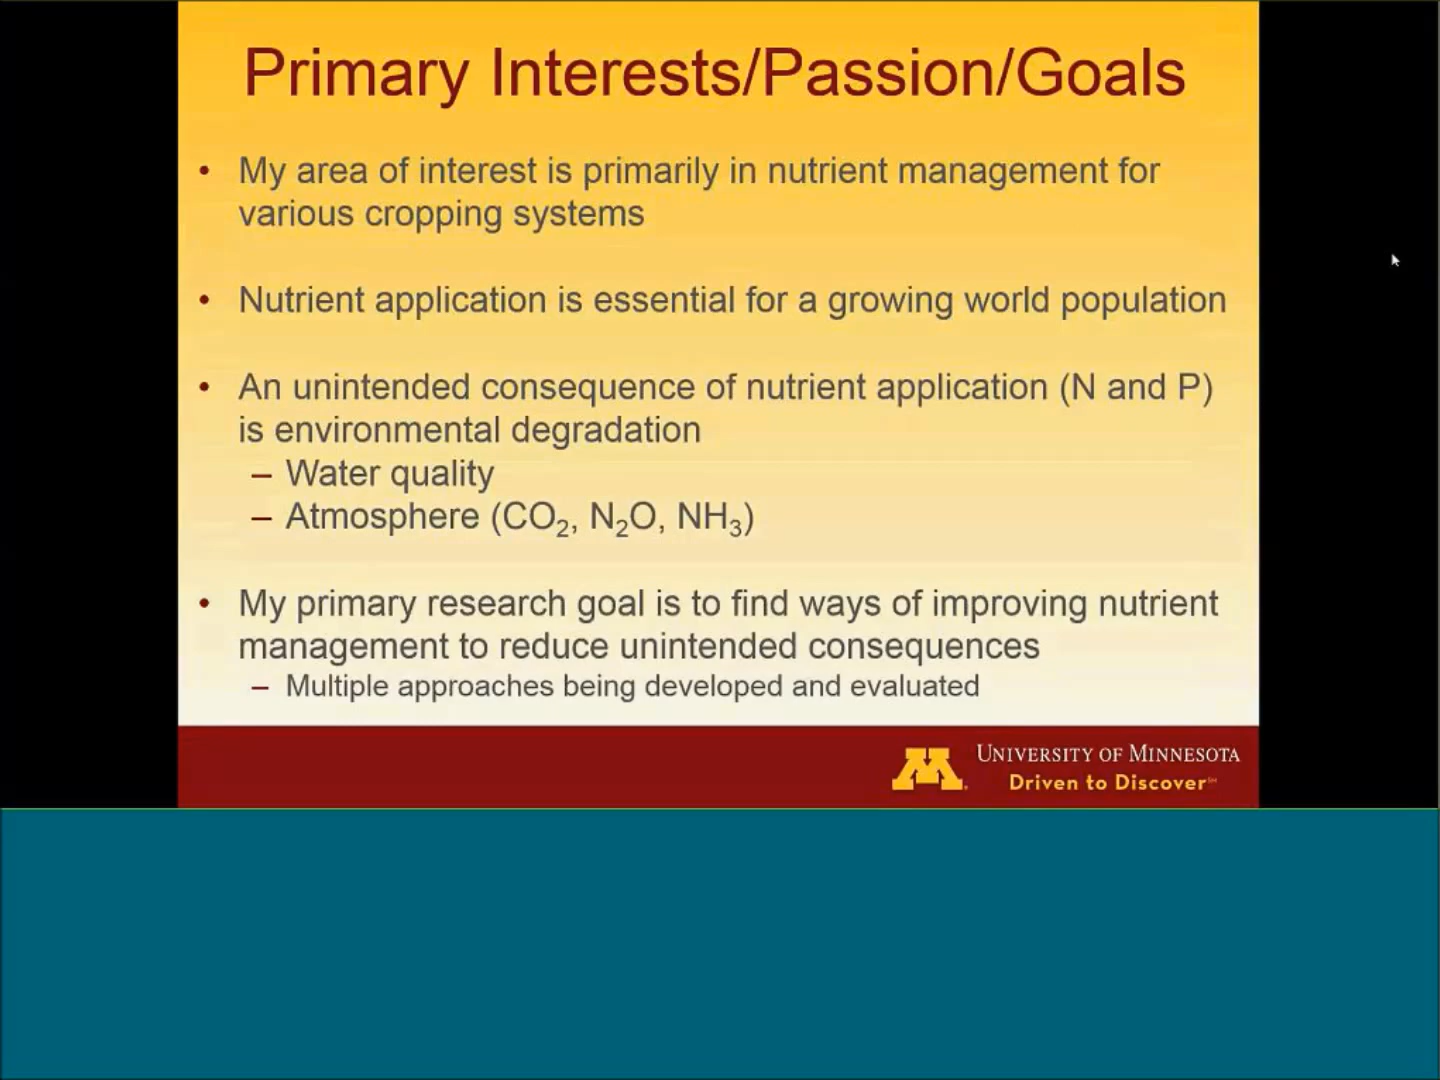 Primary Interests/Passion/Goals
• My area of interest is primarily in nutrient management for
various cropping systems
• Nutrient application is essential for a growing world population
• An unintended consequence of nutrient application (N and P)
is environmental degradation
– Water quality
– Atmosphere (CO₂, N₂O, NH₃)
• My primary research goal is to find ways of improving nutrient
management to reduce unintended consequences
– Multiple approaches being developed and evaluated
M
UNIVERSITY OF MINNESOTA
Driven to Discover℠